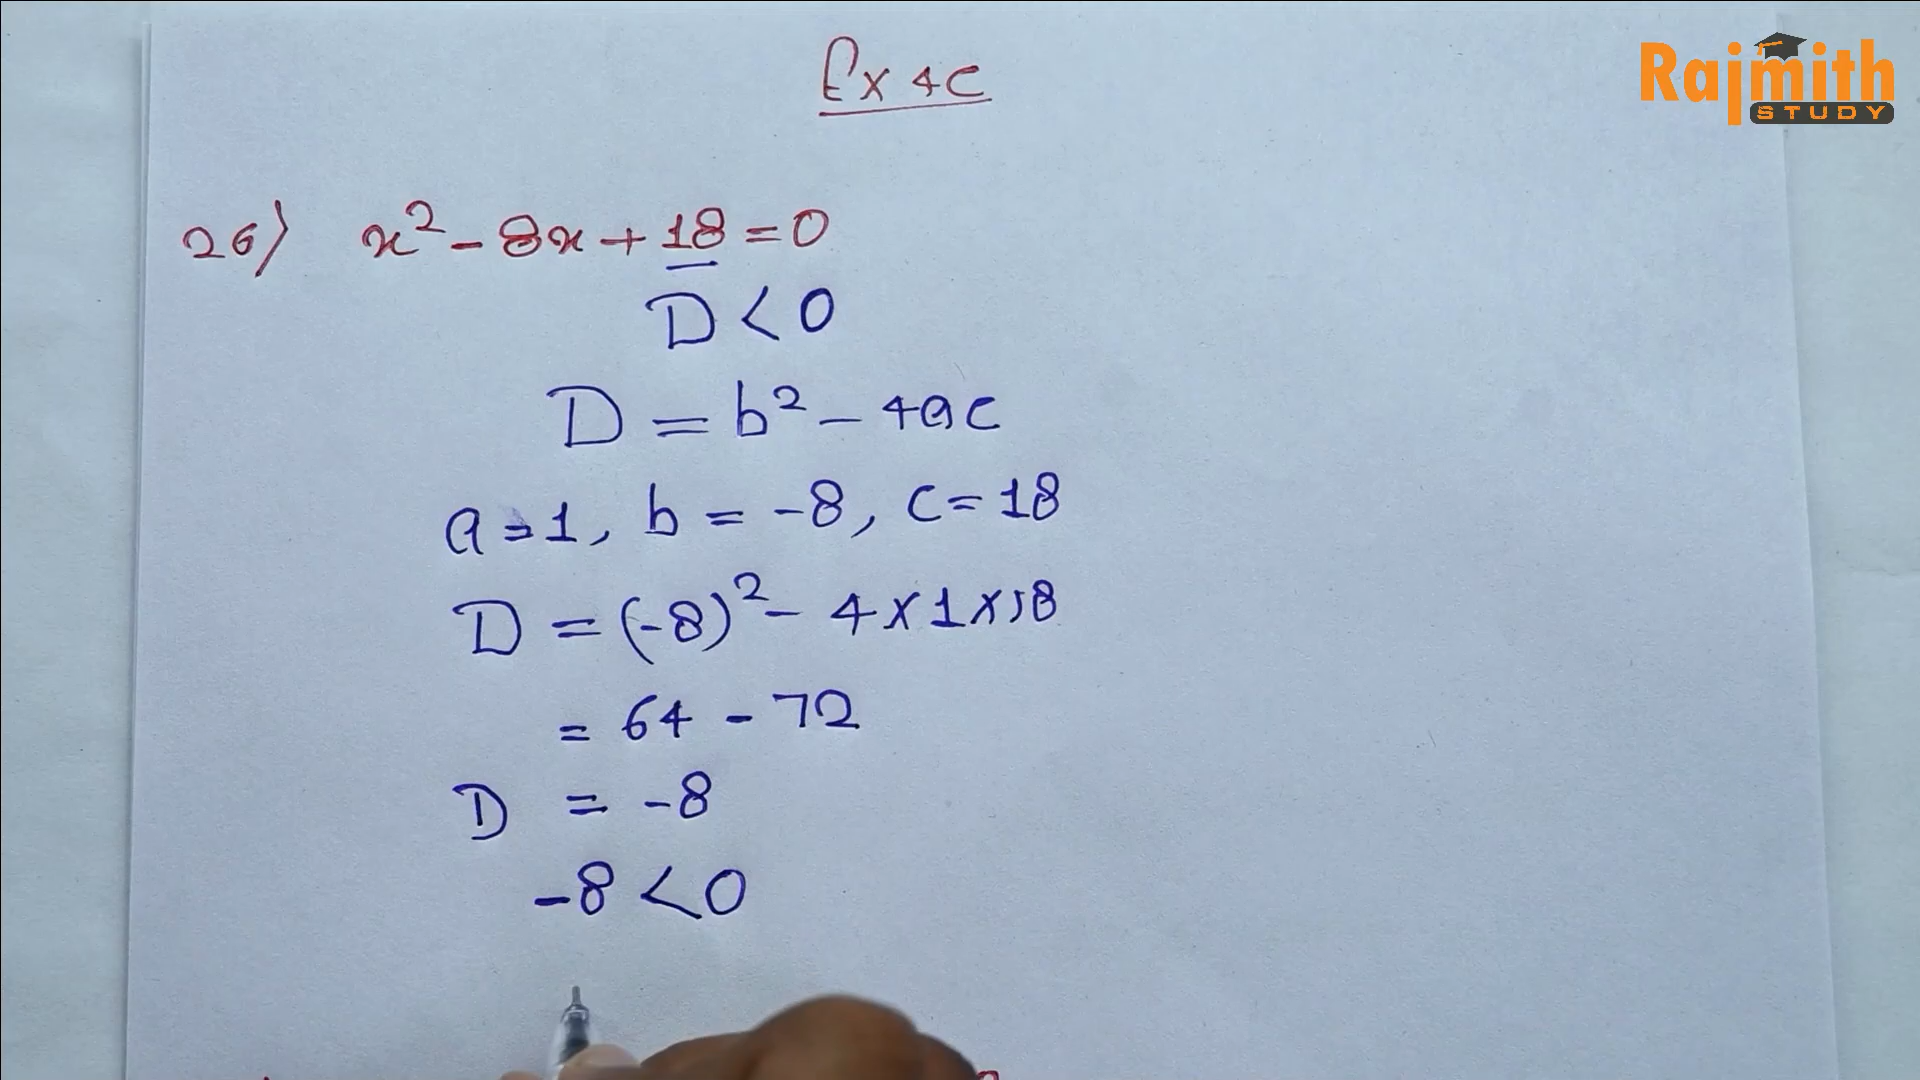 Ex 4C
Rajmith
STUDY
26) x² - 8x + 18 = 0
D < 0
D = b² - 4ac
a = 1, b = -8, c = 18
D = (-8)² - 4 x 1 x 18
= 64 - 72
D = -8
-8 < 0